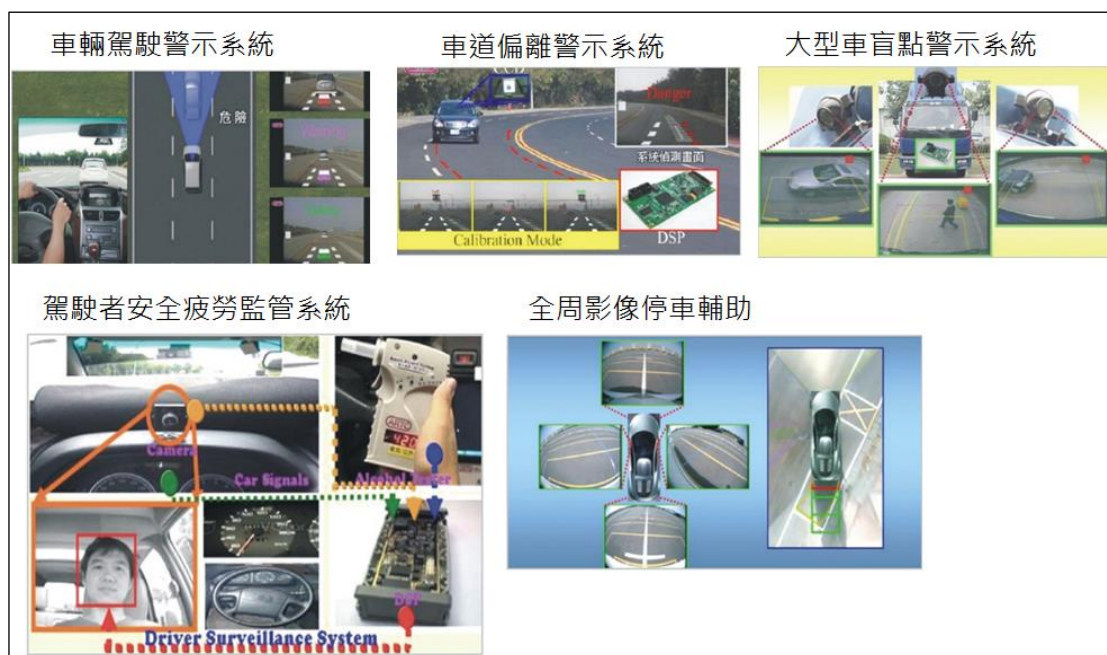 車輛駕駛警示系統
車道偏離警示系統
大型車盲點警示系統
危險
Danger
系統偵測畫面
Calibration Mode
DSP
駕駛者安全疲勞監管系統
全周影像停車輔助
Camera
Car Signals
DSP
Driver Surveillance System